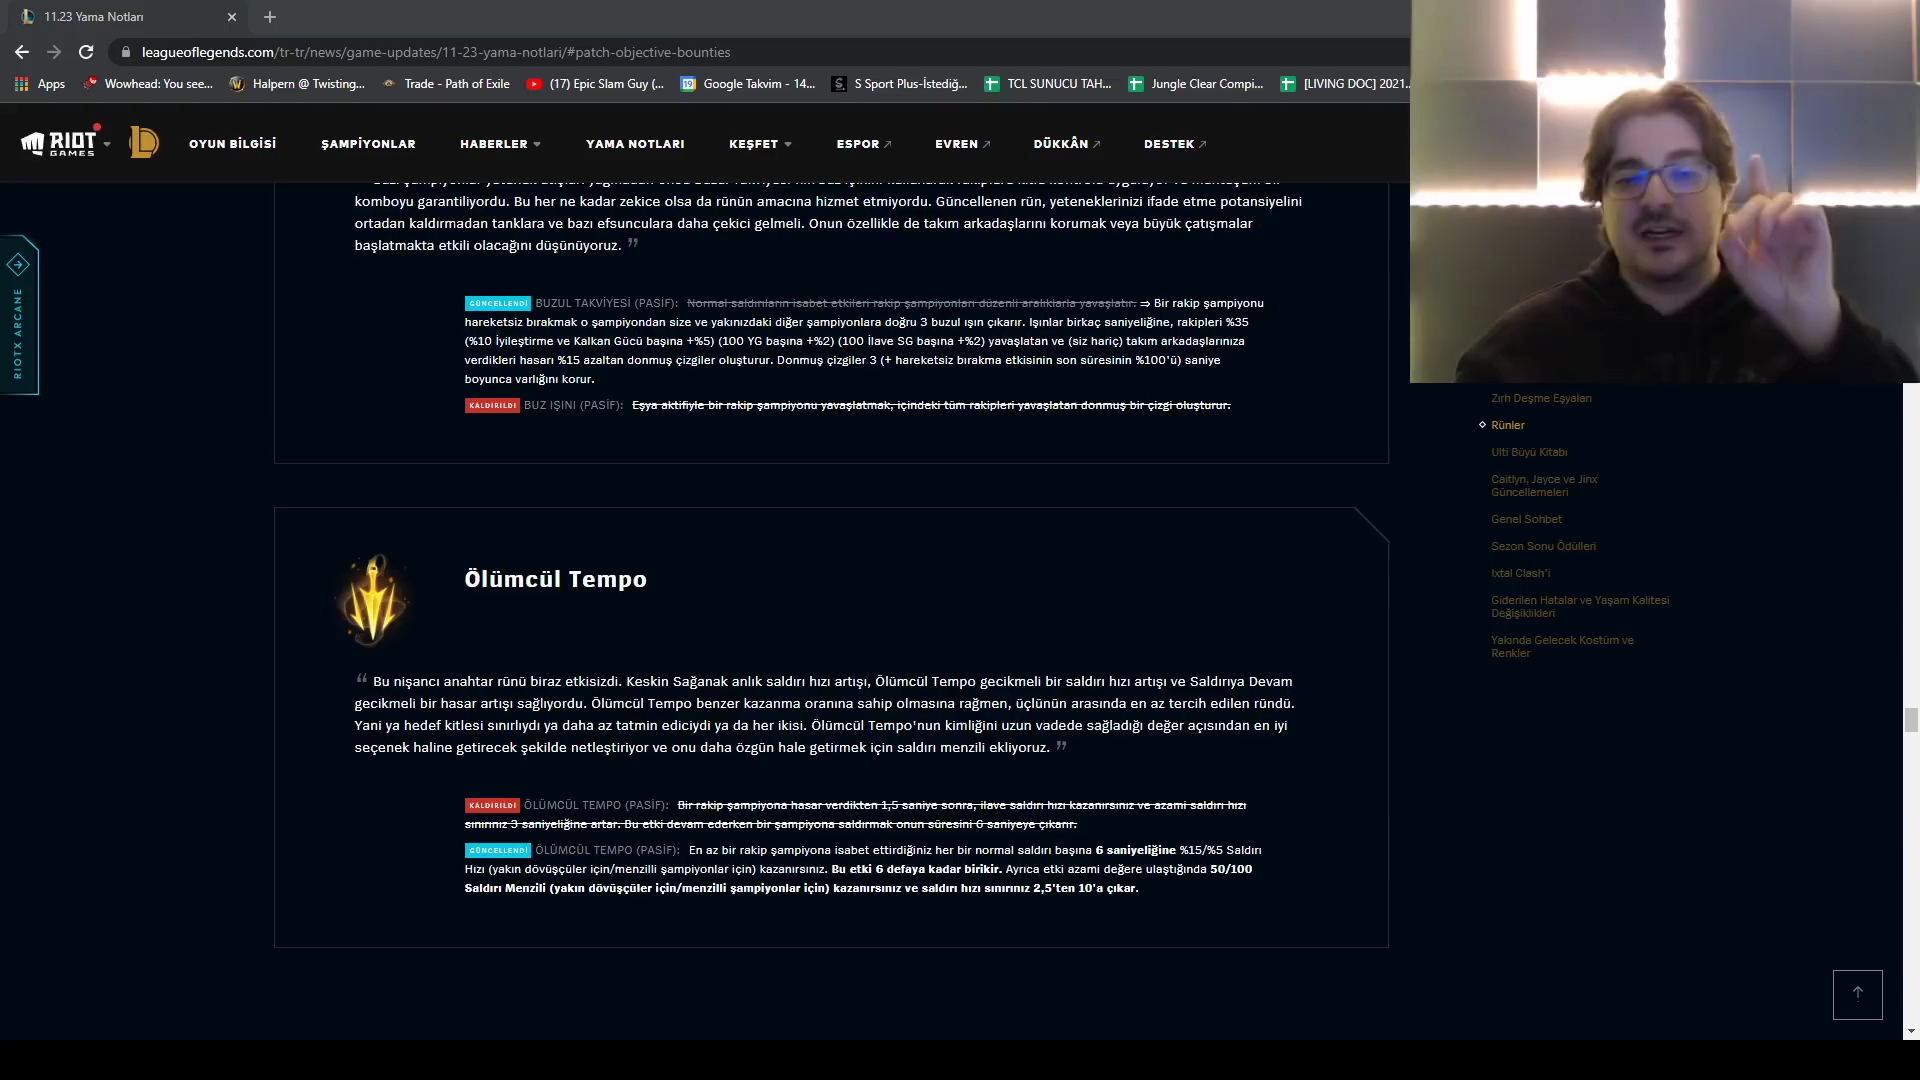 11.23 Yama Notları
leagueoflegends.com/tr-tr/news/game-updates/11-23-yama-notlari/#patch-objective-bounties
Apps
Wowhead: You see...
Halpern @ Twisting...
Trade - Path of Exile
(17) Epic Slam Guy (...
Google Takvim - 14...
S Sport Plus-İstediğ...
TCL SUNUCU TAH...
Jungle Clear Compi...
[LIVING DOC] 2021...
RIOT GAMES
OYUN BİLGİSİ
ŞAMPİYONLAR
HABERLER
YAMA NOTLARI
KEŞFET
ESPOR
EVREN
DÜKKÂN
DESTEK
RIOTX ARCANE
komboyu garantiliyordu. Bu her ne kadar zekice olsa da rünün amacına hizmet etmiyordu. Güncellenen rün, yeteneklerinizi ifade etme potansiyelini
ortadan kaldırmadan tanklara ve bazı efsunculara daha çekici gelmeli. Onun özellikle de takım arkadaşlarını korumak veya büyük çatışmalar
başlatmakta etkili olacağını düşünüyoruz. ”
GÜNCELLENDİ BUZUL TAKVİYESİ (PASİF): Normal saldırıların isabet etkileri rakip şampiyonları düzenli aralıklarla yavaşlatır. ⇒ Bir rakip şampiyonu
hareketsiz bırakmak o şampiyondan size ve yakınızdaki diğer şampiyonlara doğru 3 buzul ışın çıkarır. Işınlar birkaç saniyeliğine, rakipleri %35
(%10 İyileştirme ve Kalkan Gücü başına +%5) (100 YG başına +%2) (100 İlave SG başına +%2) yavaşlatan ve (siz hariç) takım arkadaşlarınıza
verdikleri hasarı %15 azaltan donmuş çizgiler oluşturur. Donmuş çizgiler 3 (+ hareketsiz bırakma etkisinin son süresinin %100'ü) saniye
boyunca varlığını korur.
KALDIRILDI BUZ IŞINI (PASİF): Eşya aktifiyle bir rakip şampiyonu yavaşlatmak, içindeki tüm rakipleri yavaşlatan donmuş bir çizgi oluşturur.
Ölümcül Tempo
“ Bu nişancı anahtar rünü biraz etkisizdi. Keskin Sağanak anlık saldırı hızı artışı, Ölümcül Tempo gecikmeli bir saldırı hızı artışı ve Saldırıya Devam
gecikmeli bir hasar artışı sağlıyordu. Ölümcül Tempo benzer kazanma oranına sahip olmasına rağmen, üçlünün arasında en az tercih edilen ründü.
Yani ya hedef kitlesi sınırlıydı ya daha az tatmin ediciydi ya da her ikisi. Ölümcül Tempo'nun kimliğini uzun vadede sağladığı değer açısından en iyi
seçenek haline getirecek şekilde netleştiriyor ve onu daha özgün hale getirmek için saldırı menzili ekliyoruz. ”
KALDIRILDI ÖLÜMCÜL TEMPO (PASİF): Bir rakip şampiyona hasar verdikten 1,5 saniye sonra, ilave saldırı hızı kazanırsınız ve azami saldırı hızı
sınırınız 3 saniyeliğine artar. Bu etki devam ederken bir şampiyona saldırmak onun süresini 6 saniyeye çıkarır.
GÜNCELLENDİ ÖLÜMCÜL TEMPO (PASİF): En az bir rakip şampiyona isabet ettirdiğiniz her bir normal saldırı başına 6 saniyeliğine %15/%5 Saldırı
Hızı (yakın dövüşçüler için/menzilli şampiyonlar için) kazanırsınız. Bu etki 6 defaya kadar birikir. Ayrıca etki azami değere ulaştığında 50/100
Saldırı Menzili (yakın dövüşçüler için/menzilli şampiyonlar için) kazanırsınız ve saldırı hızı sınırınız 2,5'ten 10'a çıkar.
Zırh Deşme Eşyaları
Rünler
Ulti Büyü Kitabı
Caitlyn, Jayce ve Jinx
Güncellemeleri
Genel Sohbet
Sezon Sonu Ödülleri
Ixtal Clash'i
Giderilen Hatalar ve Yaşam Kalitesi
Değişiklikleri
Yakında Gelecek Kostüm ve
Renkler